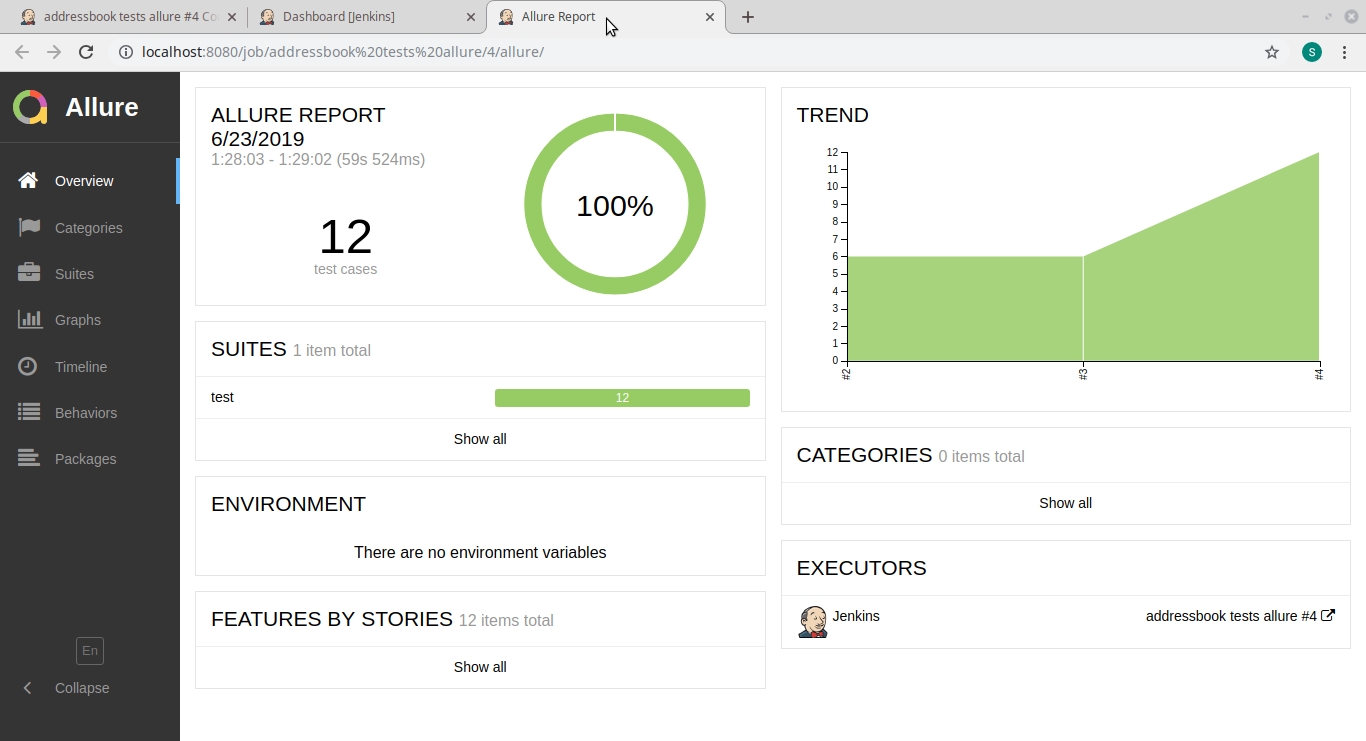 addressbook tests allure #4 Co
Dashboard [Jenkins]
Allure Report
localhost:8080/job/addressbook%20tests%20allure/4/allure/
S
Allure
Overview
Categories
Suites
Graphs
Timeline
Behaviors
Packages
En
Collapse
ALLURE REPORT
6/23/2019
1:28:03 - 1:29:02 (59s 524ms)
12
test cases
100%
SUITES 1 item total
test 12
Show all
ENVIRONMENT
There are no environment variables
FEATURES BY STORIES 12 items total
Show all
TREND
12
11
10
9
8
7
6
5
4
3
2
1
0
#2 #3 #4
CATEGORIES 0 items total
Show all
EXECUTORS
Jenkins addressbook tests allure #4